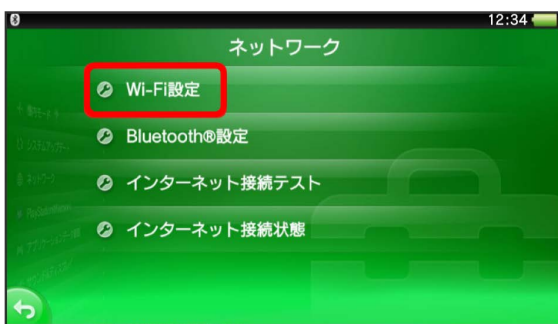 12:34
ネットワーク
Wi-Fi設定
Bluetooth®設定
インターネット接続テスト
インターネット接続状態